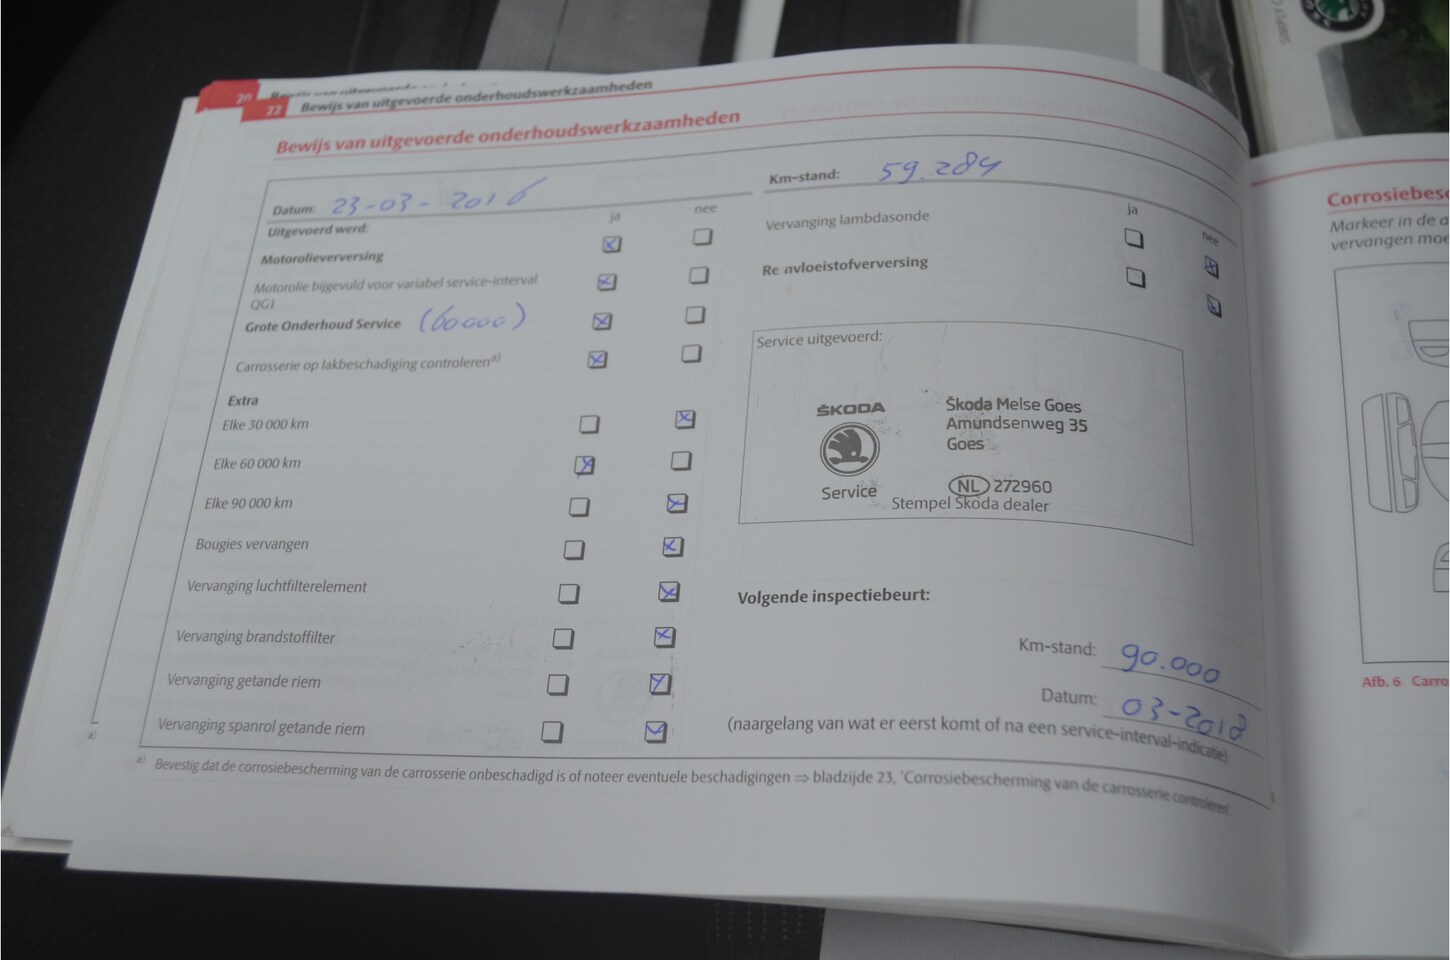 20
22 Bewijs van uitgevoerde onderhoudswerkzaamheden
Bewijs van uitgevoerde onderhoudswerkzaamheden
Datum: 23-03-2016
ja nee
Uitgevoerd werd:
Motorolieverversing
Motorolie bijgevuld voor variabel service-interval
QG1
Grote Onderhoud Service (60000)
Carrosserie op lakbeschadiging controleren a)
Extra
Elke 30 000 km
Elke 60 000 km
Elke 90 000 km
Bougies vervangen
Vervanging luchtfilterelement
Vervanging brandstoffilter
Vervanging getande riem
Vervanging spanrol getande riem
Km-stand: 59.284
ja nee
Vervanging lambdasonde
Re avloeistofverversing
Service uitgevoerd:
ŠKODA
Service
Škoda Melse Goes
Amundsenweg 35
Goes
NL 272960
Stempel Škoda dealer
Volgende inspectiebeurt:
Km-stand: 90.000
Datum: 03-2018
(naargelang van wat er eerst komt of na een service-interval-indicatie)
a) Bevestig dat de corrosiebescherming van de carrosserie onbeschadigd is of noteer eventuele beschadigingen ⇒ bladzijde 23, 'Corrosiebescherming van de carrosserie controleren'
a)
Corrosiebesc
Markeer in de a
vervangen moe
Afb. 6 Carro